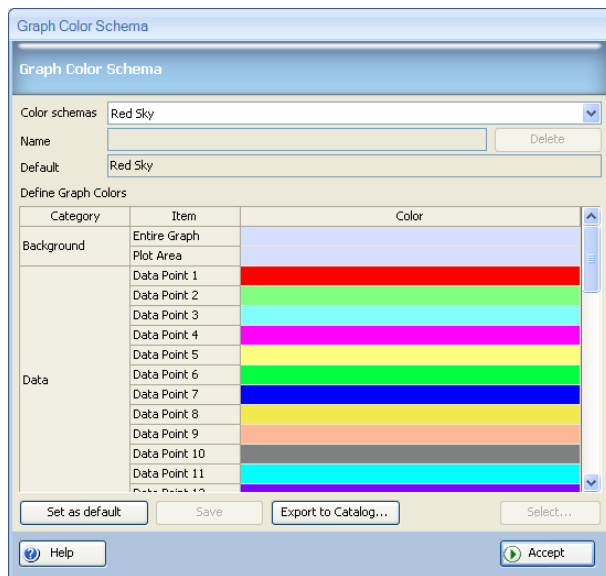 Graph Color Schema
Graph Color Schema
Color schemas Red Sky
Name Delete
Default Red Sky
Define Graph Colors
Category Item Color
Background
Entire Graph
Plot Area
Data
Data Point 1
Data Point 2
Data Point 3
Data Point 4
Data Point 5
Data Point 6
Data Point 7
Data Point 8
Data Point 9
Data Point 10
Data Point 11
Data Point 12
Set as default Save Export to Catalog... Select...
Help Accept